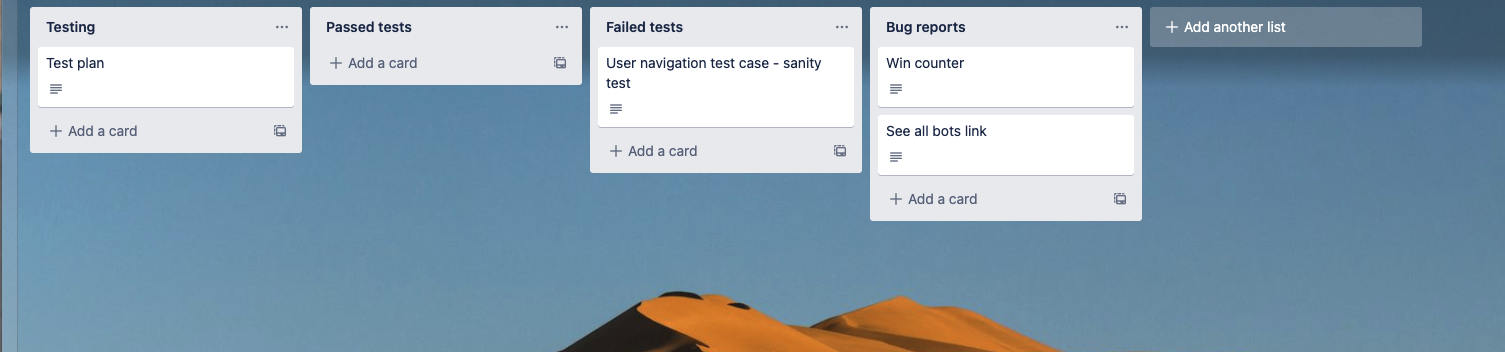 Testing
Test plan
Add a card
Passed tests
Add a card
Failed tests
User navigation test case - sanity
test
Add a card
Bug reports
Win counter
See all bots link
Add a card
Add another list